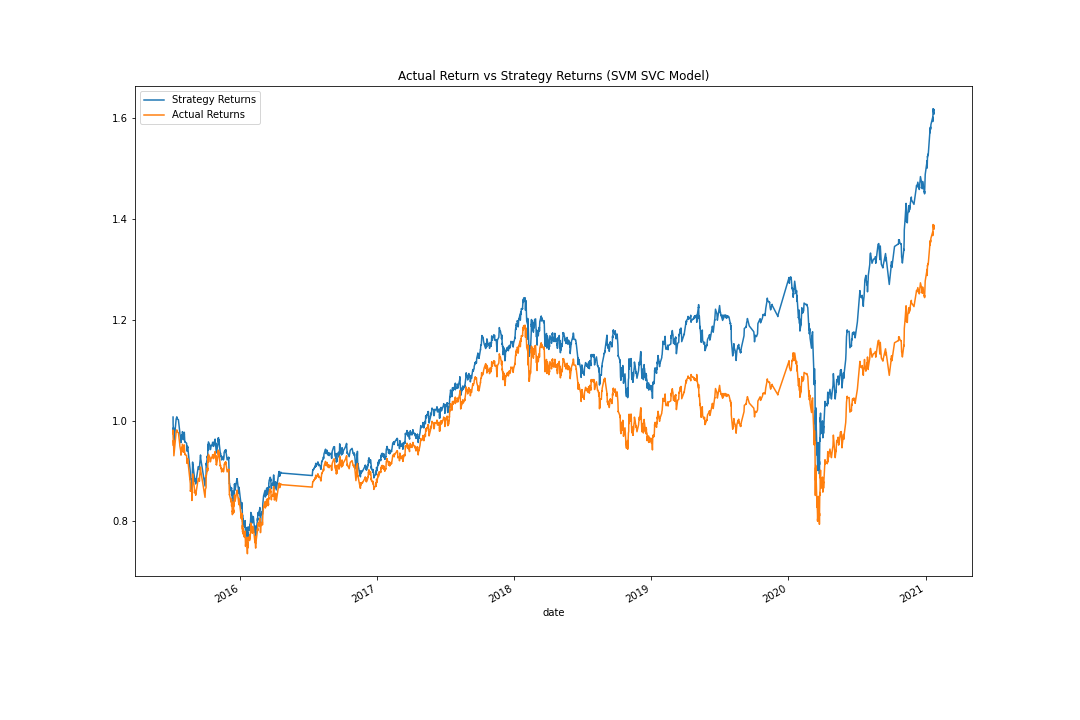 Actual Return vs Strategy Returns (SVM SVC Model)
Strategy Returns
Actual Returns
1.6
1.4
1.2
1.0
0.8
2016
2017
2018
2019
2020
2021
date